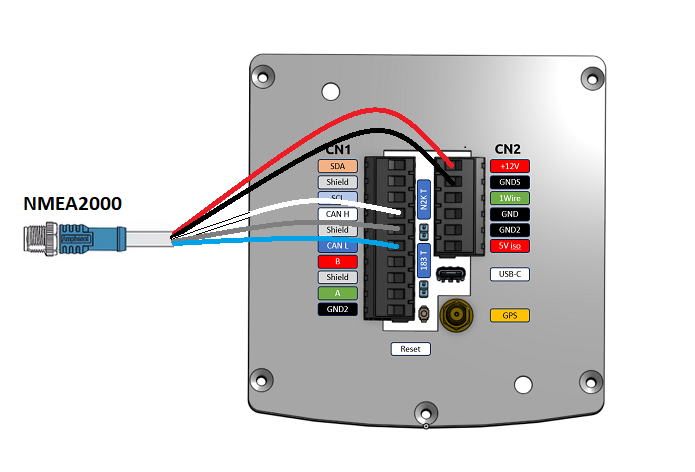 NMEA2000
Amphenol
CN1
SDA
Shield
SCL
CAN H
Shield
CAN L
B
Shield
A
GND2
N2K T
183 T
CN2
+12V
GNDS
1Wire
GND
GND2
5V iso
USB-C
GPS
Reset